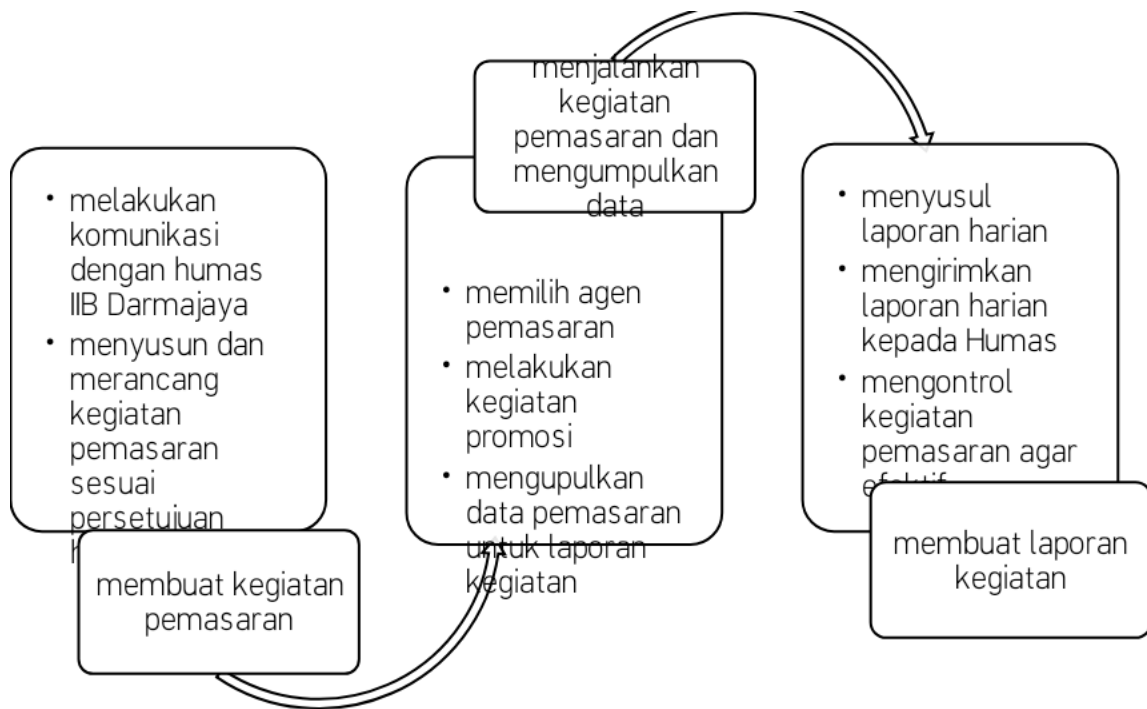 • melakukan
komunikasi
dengan humas
IIB Darmajaya
• menyusun dan
merancang
kegiatan
pemasaran
sesuai
persetujuan
membuat kegiatan
pemasaran
menjalankan
kegiatan
pemasaran dan
mengumpulkan
data
• memilih agen
pemasaran
• melakukan
kegiatan
promosi
• mengupulkan
data pemasaran
untuk laporan
kegiatan
• menyusul
laporan harian
• mengirimkan
laporan harian
kepada Humas
• mengontrol
kegiatan
pemasaran agar
efektif
membuat laporan
kegiatan